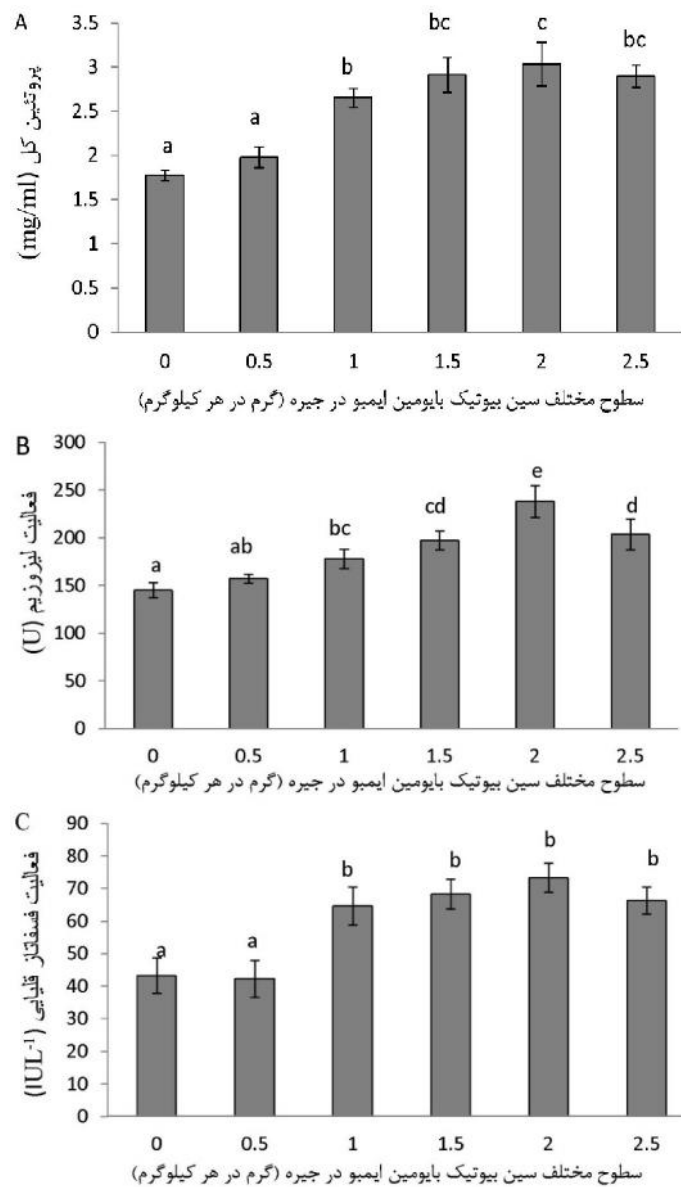 A
پروتئین کل (mg/ml)
3.5
3
2.5
2
1.5
1
0.5
0
a
a
b
bc
c
bc
0 0.5 1 1.5 2 2.5
سطوح مختلف سین بیوتیک بایومین ایمبو در جیره (گرم در هر کیلوگرم)
B
فعالیت لیزوزیم (U)
300
250
200
150
100
50
0
a
ab
bc
cd
e
d
0 0.5 1 1.5 2 2.5
سطوح مختلف سین بیوتیک بایومین ایمبو در جیره (گرم در هر کیلوگرم)
C
فعالیت فسفاتاز قلیایی (IUL-1)
90
80
70
60
50
40
30
20
10
0
a
a
b
b
b
b
0 0.5 1 1.5 2 2.5
سطوح مختلف سین بیوتیک بایومین ایمبو در جیره (گرم در هر کیلوگرم)